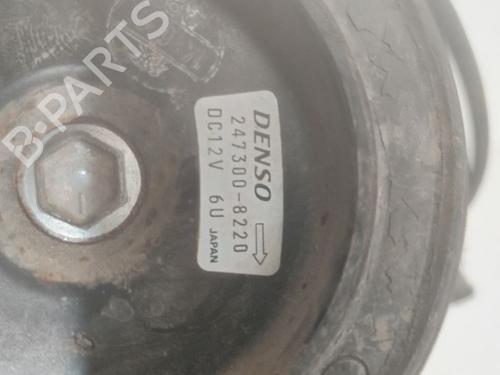 B-PARTS
DENSO
247300-8220
DC12V 6U JAPAN